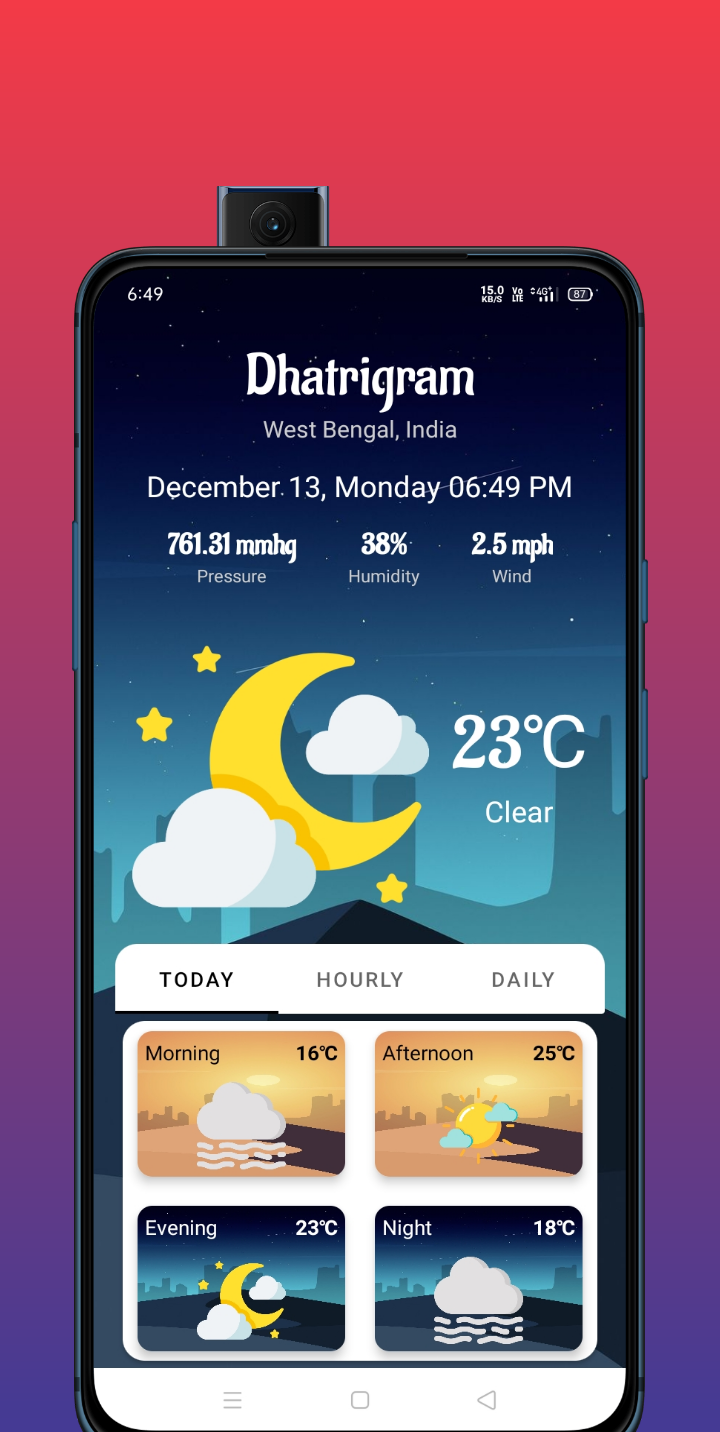 6:49 15.0 KB/S Vo LTE 4G+ 87
Dhatrigram
West Bengal, India
December 13, Monday 06:49 PM
761.31 mmhg 38% 2.5 mph
Pressure Humidity Wind
23℃
Clear
TODAY HOURLY DAILY
Morning 16℃ Afternoon 25℃
Evening 23℃ Night 18℃